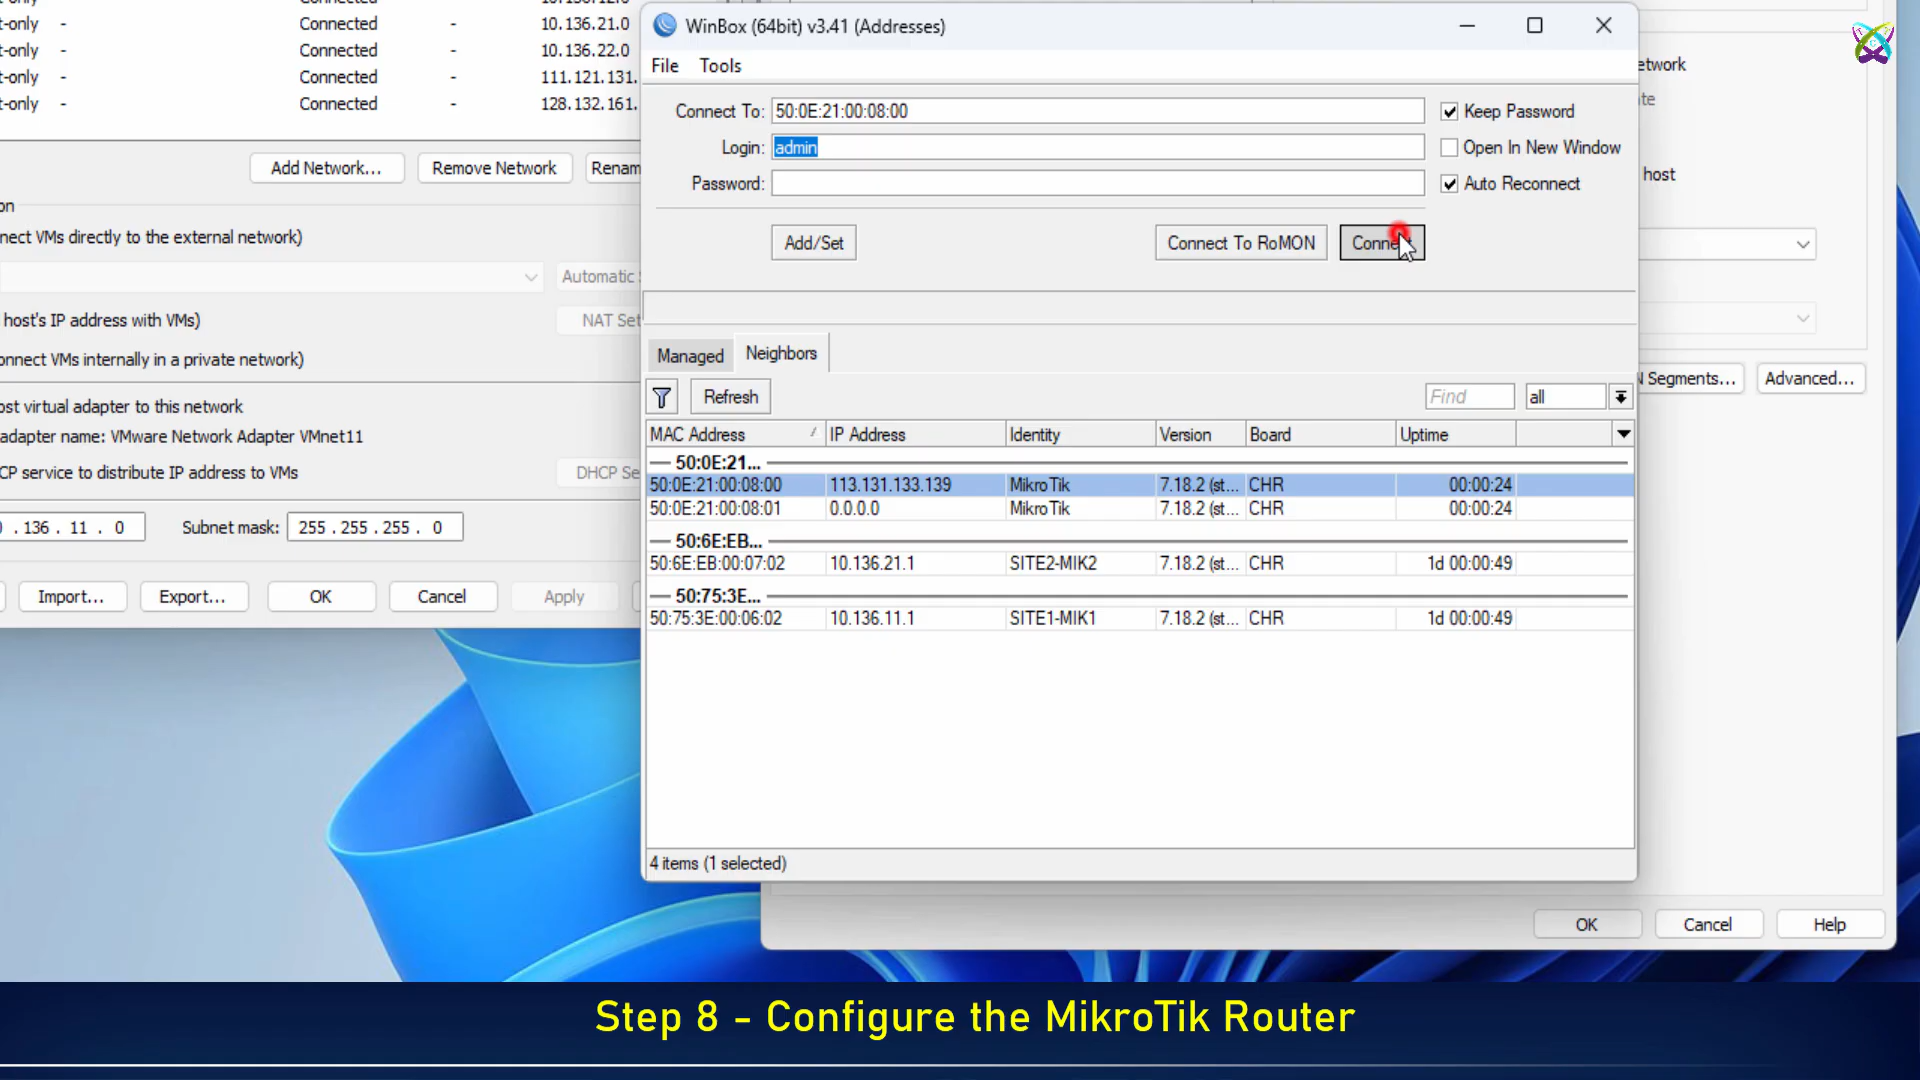 t-only - Connected -
t-only - Connected - 10.136.21.0
t-only - Connected - 10.136.22.0
t-only - Connected - 111.121.131.
t-only - Connected - 128.132.161.
Add Network... Remove Network Renam
on
nect VMs directly to the external network)
Automatic
host's IP address with VMs)
NAT Set
onnect VMs internally in a private network)
ost virtual adapter to this network
adapter name: VMware Network Adapter VMnet11
CP service to distribute IP address to VMs
DHCP Se
. 136 . 11 . 0 Subnet mask: 255 . 255 . 255 . 0
Import... Export... OK Cancel Apply
WinBox (64bit) v3.41 (Addresses)
File Tools
Connect To: 50:0E:21:00:08:00
Keep Password
Login: admin
Open In New Window
Password:
Auto Reconnect
Add/Set Connect To RoMON Connect
Managed Neighbors
Refresh Find all
MAC Address IP Address Identity Version Board Uptime
50:0E:21...
50:0E:21:00:08:00 113.131.133.139 MikroTik 7.18.2 (st... CHR 00:00:24
50:0E:21:00:08:01 0.0.0.0 MikroTik 7.18.2 (st... CHR 00:00:24
50:6E:EB...
50:6E:EB:00:07:02 10.136.21.1 SITE2-MIK2 7.18.2 (st... CHR 1d 00:00:49
50:75:3E...
50:75:3E:00:06:02 10.136.11.1 SITE1-MIK1 7.18.2 (st... CHR 1d 00:00:49
4 items (1 selected)
etwork
te
host
N Segments... Advanced...
OK Cancel Help
Step 8 - Configure the MikroTik Router